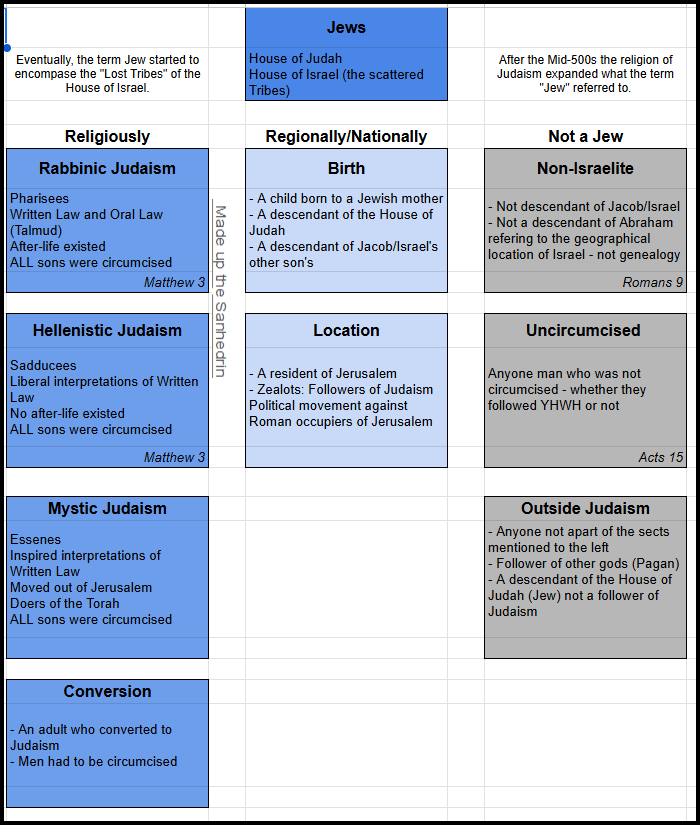 Jews
House of Judah
House of Israel (the scattered
Tribes)
Eventually, the term Jew started to
encompase the "Lost Tribes" of the
House of Israel.
After the Mid-500s the religion of
Judaism expanded what the term
"Jew" referred to.
Religiously
Rabbinic Judaism
Pharisees
Written Law and Oral Law
(Talmud)
After-life existed
ALL sons were circumcised
Matthew 3
Hellenistic Judaism
Sadducees
Liberal interpretations of Written
Law
No after-life existed
ALL sons were circumcised
Matthew 3
Made up the Sanhedrin
Mystic Judaism
Essenes
Inspired interpretations of
Written Law
Moved out of Jerusalem
Doers of the Torah
ALL sons were circumcised
Conversion
- An adult who converted to
Judaism
- Men had to be circumcised
Regionally/Nationally
Birth
- A child born to a Jewish mother
- A descendant of the House of
Judah
- A descendant of Jacob/Israel's
other son's
Location
- A resident of Jerusalem
- Zealots: Followers of Judaism
Political movement against
Roman occupiers of Jerusalem
Not a Jew
Non-Israelite
- Not descendant of Jacob/Israel
- Not a descendant of Abraham
refering to the geographical
location of Israel - not genealogy
Romans 9
Uncircumcised
Anyone man who was not
circumcised - whether they
followed YHWH or not
Acts 15
Outside Judaism
- Anyone not apart of the sects
mentioned to the left
- Follower of other gods (Pagan)
- A descendant of the House of
Judah (Jew) not a follower of
Judaism